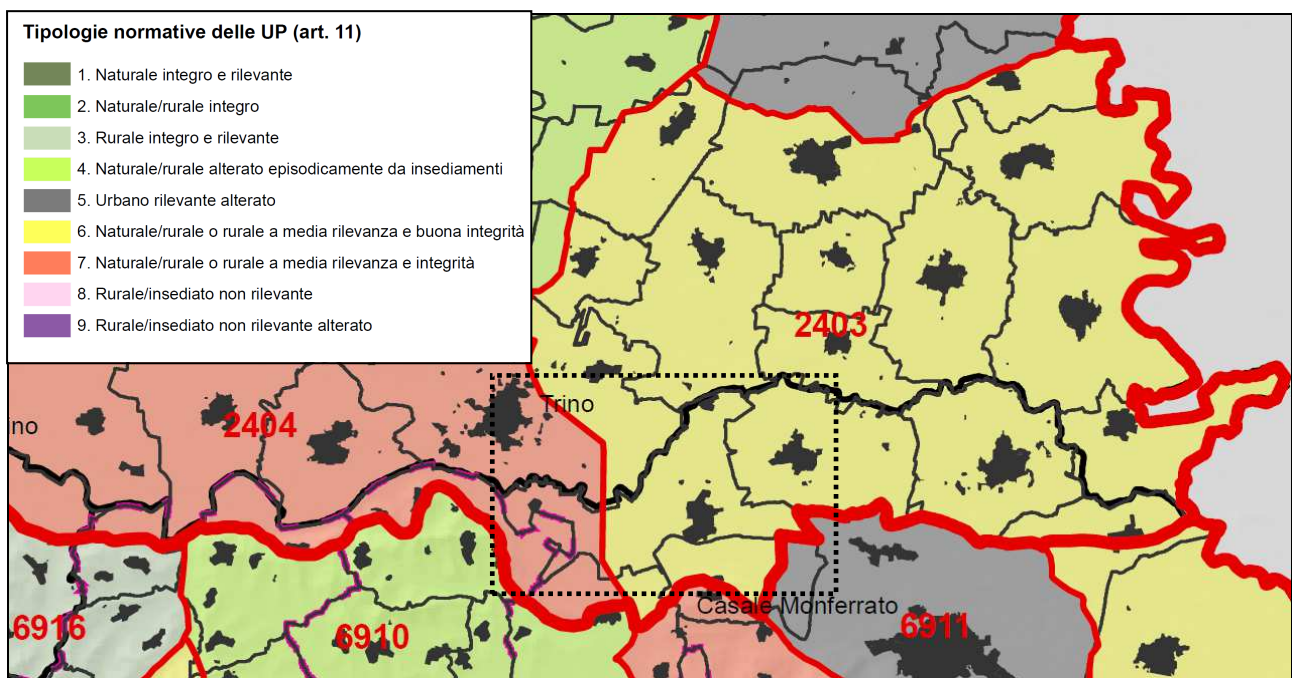 Tipologie normative delle UP (art. 11)
1. Naturale integro e rilevante
2. Naturale/rurale integro
3. Rurale integro e rilevante
4. Naturale/rurale alterato episodicamente da insediamenti
5. Urbano rilevante alterato
6. Naturale/rurale o rurale a media rilevanza e buona integrità
7. Naturale/rurale o rurale a media rilevanza e integrità
8. Rurale/insediato non rilevante
9. Rurale/insediato non rilevante alterato
2403
Trino
ino
2404
Casale Monferrato
6916
6910
6911